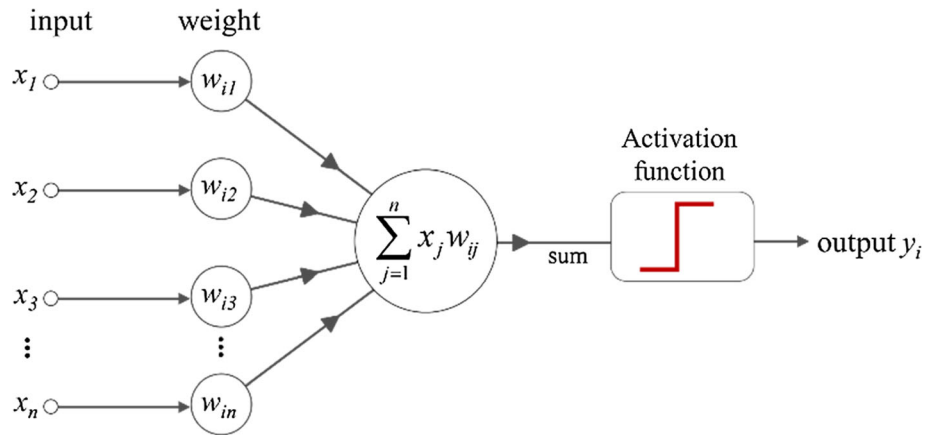 input weight
x₁ wᵢ₁
Activation
function
x₂ wᵢ₂
n
∑ xⱼ wᵢⱼ
j=1
sum
output yᵢ
x₃ wᵢ₃
⋮ ⋮
xₙ wᵢₙ